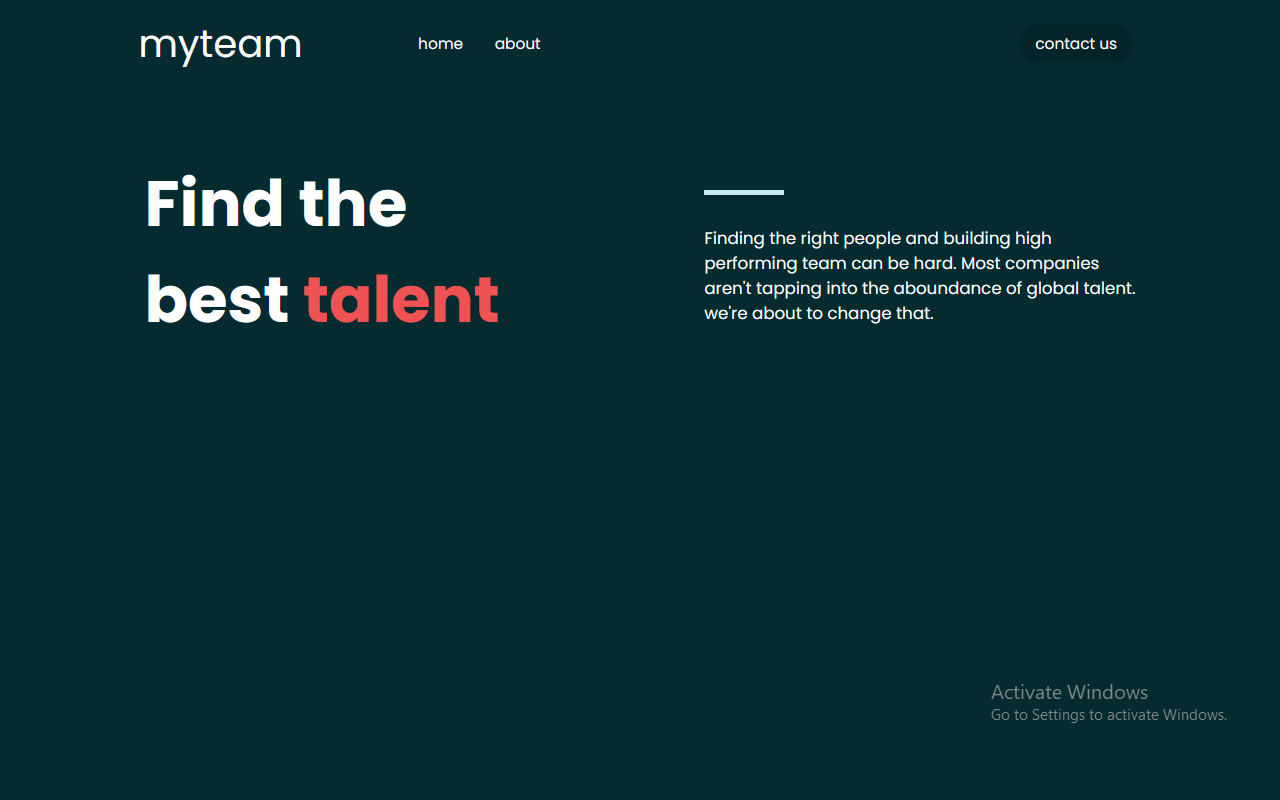 myteam
home
about
contact us
Find the
best talent
Finding the right people and building high
performing team can be hard. Most companies
aren't tapping into the aboundance of global talent.
we're about to change that.
Activate Windows
Go to Settings to activate Windows.